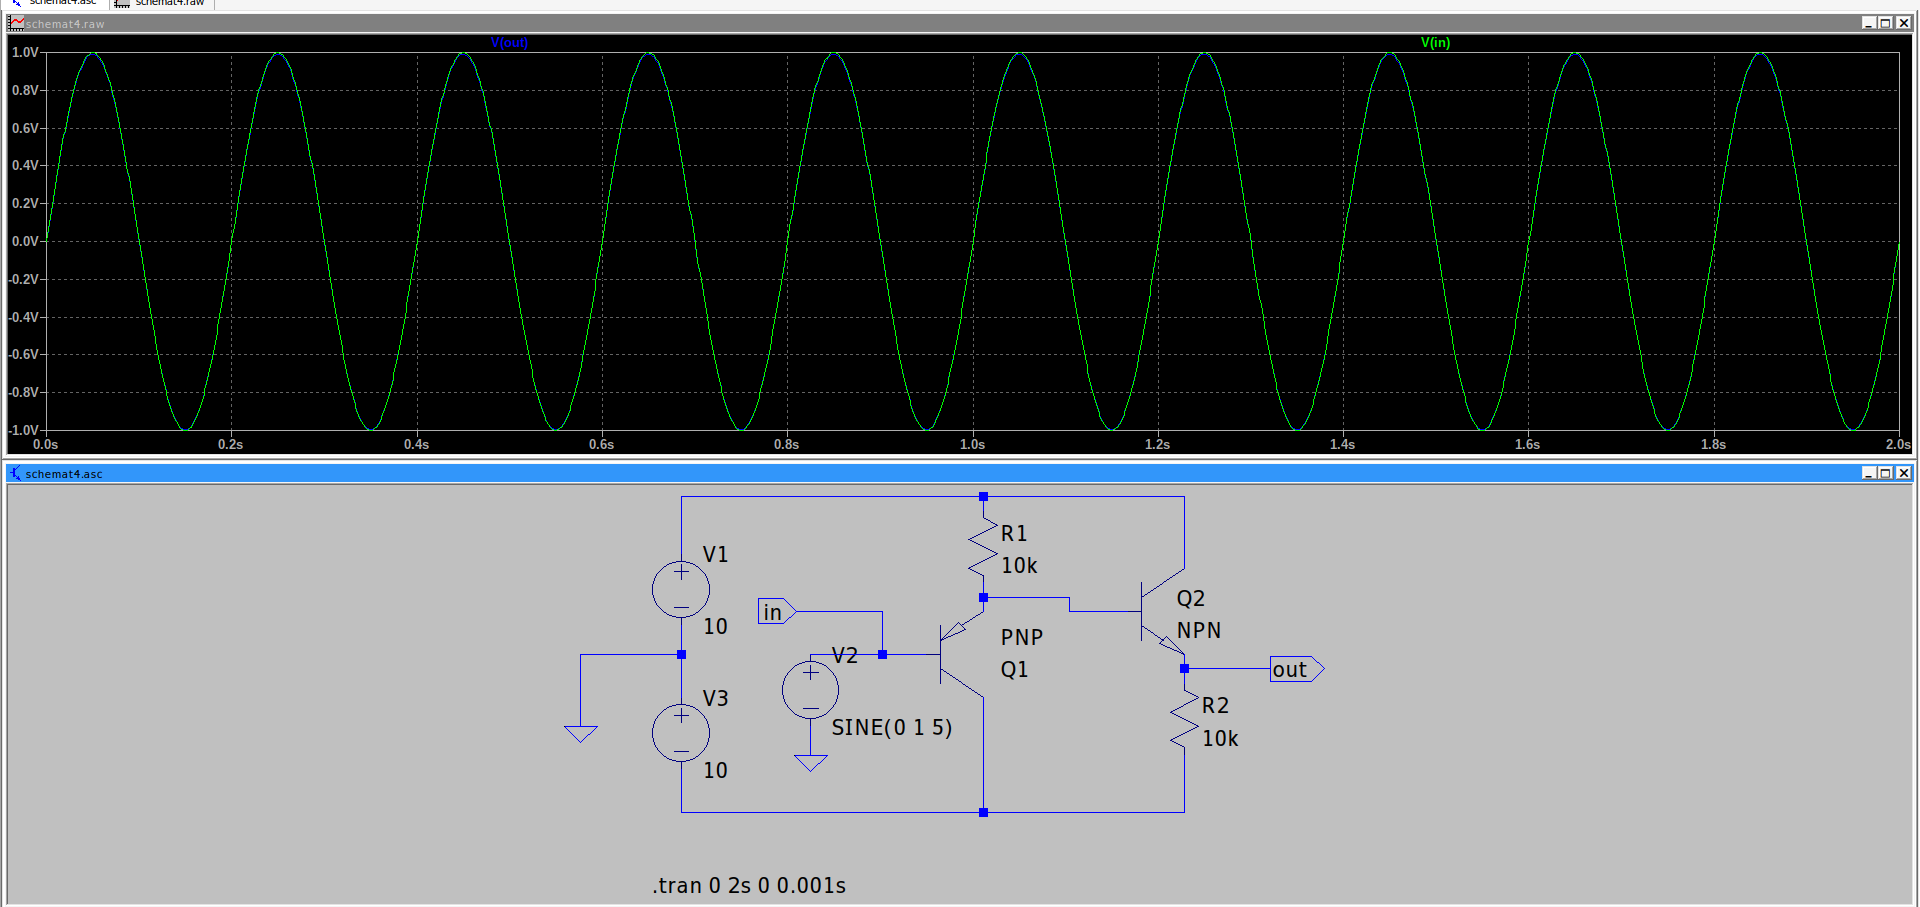 schemat4.asc
schemat4.raw
schemat4.raw
V(out)
V(in)
1.0V
0.8V
0.6V
0.4V
0.2V
0.0V
-0.2V
-0.4V
-0.6V
-0.8V
-1.0V
0.0s 0.2s 0.4s 0.6s 0.8s 1.0s 1.2s 1.4s 1.6s 1.8s 2.0s
schemat4.asc
R1
10k
V1
10
in
Q2
NPN
PNP
Q1
V2
SINE(0 1 5)
out
V3
10
R2
10k
.tran 0 2s 0 0.001s